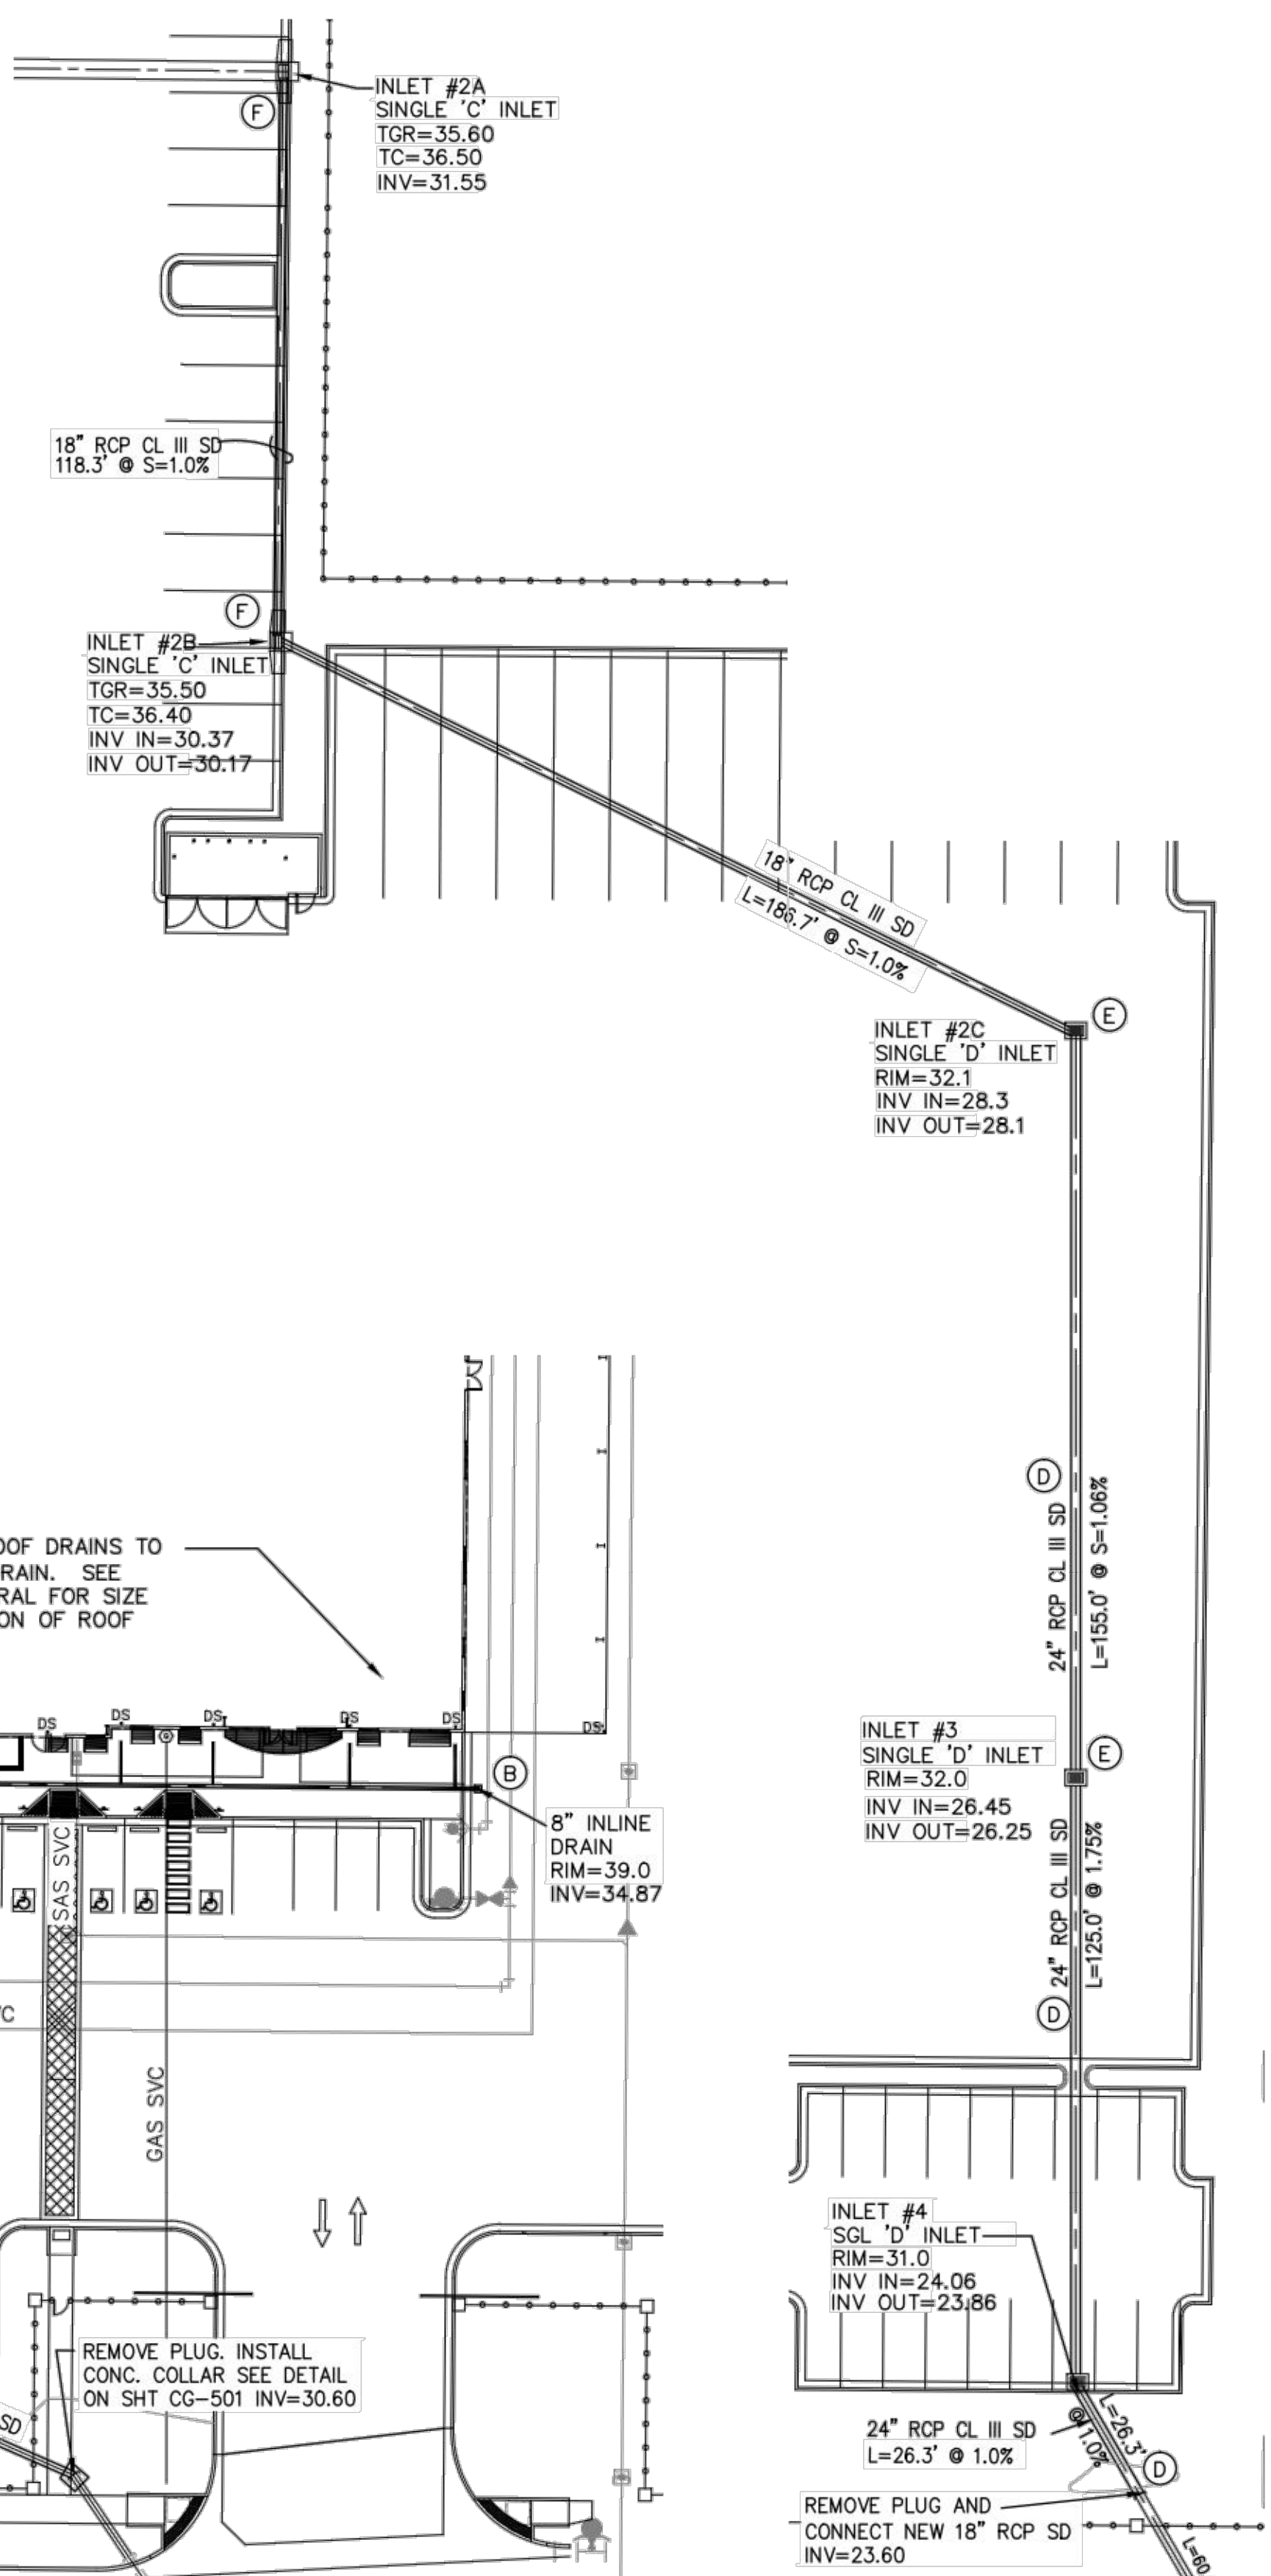 INLET #2A
SINGLE 'C' INLET
TGR=35.60
TC=36.50
INV=31.55
F
18" RCP CL III SD
118.3' @ S=1.0%
F
INLET #2B
SINGLE 'C' INLET
TGR=35.50
TC=36.40
INV IN=30.37
INV OUT=30.17
18" RCP CL III SD
L=186.7' @ S=1.0%
E
INLET #2C
SINGLE 'D' INLET
RIM=32.1
INV IN=28.3
INV OUT=28.1
D
24" RCP CL III SD
L=155.0' @ S=1.06%
OOF DRAINS TO
RAIN. SEE
RAL FOR SIZE
ON OF ROOF
DS
DS
DS
DS
DS
DS
B
8" INLINE
DRAIN
RIM=39.0
INV=34.87
INLET #3
SINGLE 'D' INLET
RIM=32.0
INV IN=26.45
INV OUT=26.25
E
24" RCP CL III SD
L=125.0' @ 1.75%
D
SAS SVC
VC
GAS SVC
INLET #4
SGL 'D' INLET
RIM=31.0
INV IN=24.06
INV OUT=23.86
REMOVE PLUG. INSTALL
CONC. COLLAR SEE DETAIL
ON SHT CG-501 INV=30.60
SD
24" RCP CL III SD
L=26.3' @ 1.0%
L=26.3'
@ 1.0%
D
REMOVE PLUG AND
CONNECT NEW 18" RCP SD
INV=23.60
L=60